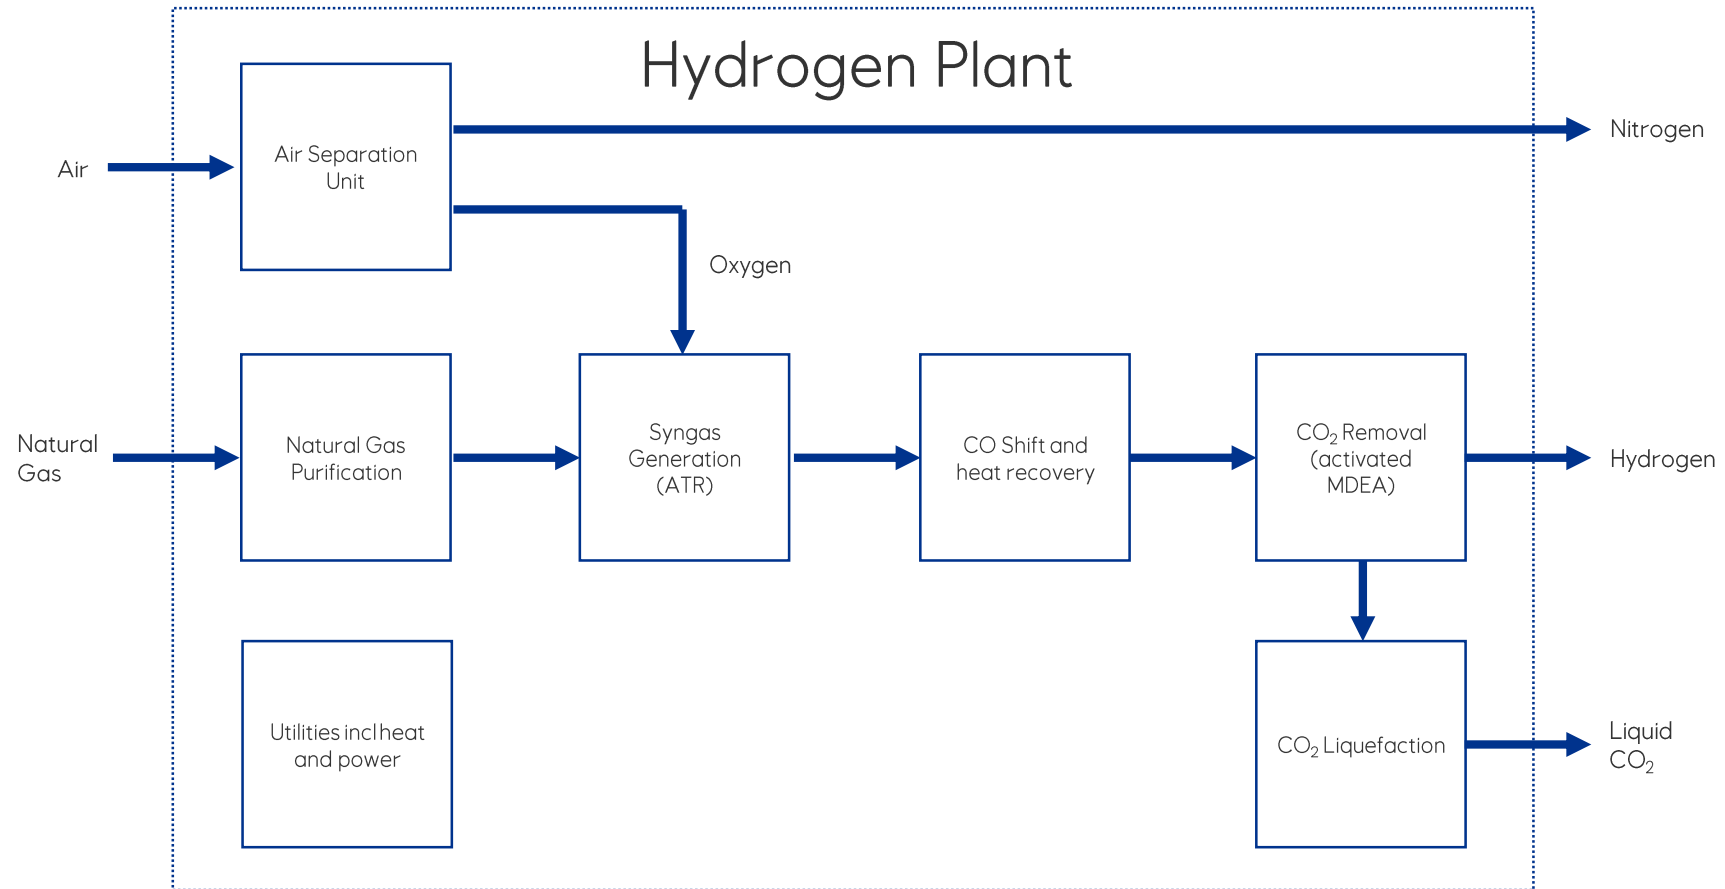 Hydrogen Plant
Air
Air Separation
Unit
Nitrogen
Oxygen
Natural
Gas
Natural Gas
Purification
Syngas
Generation
(ATR)
CO Shift and
heat recovery
CO₂ Removal
(activated
MDEA)
Hydrogen
Utilities incl heat
and power
CO₂ Liquefaction
Liquid
CO₂